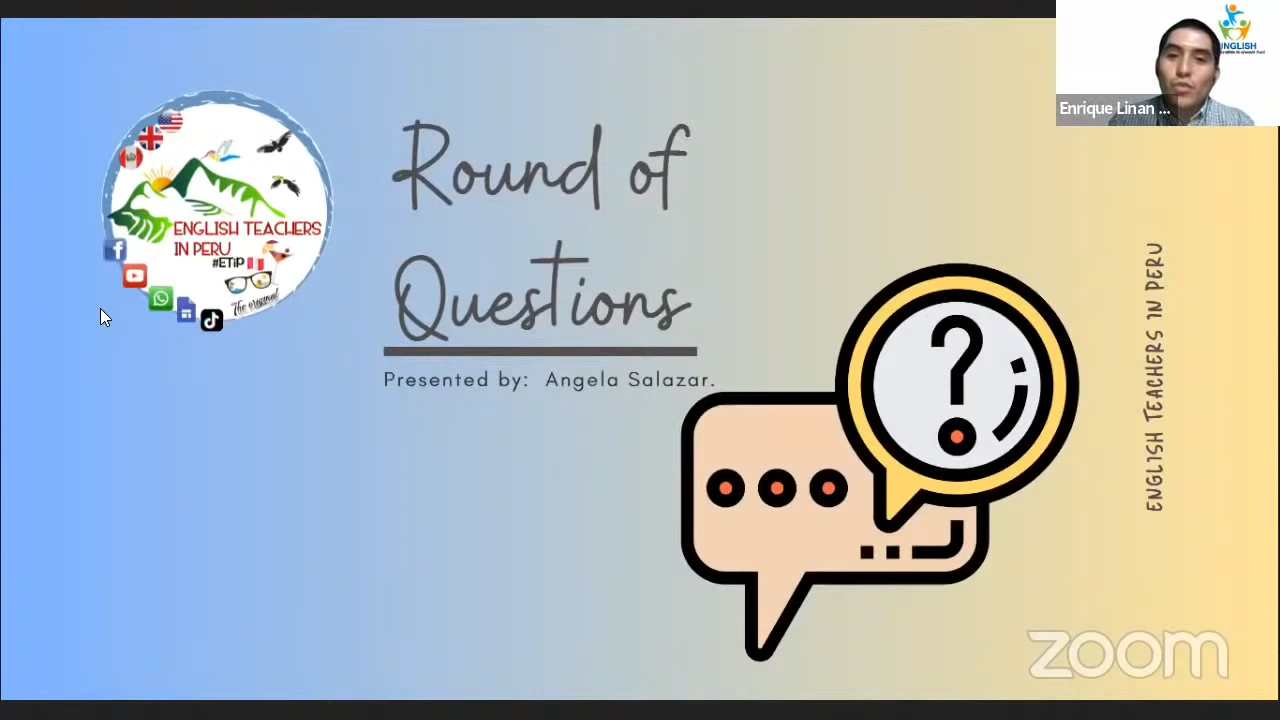 Round of
Questions
Presented by:  Angela Salazar.
ENGLISH TEACHERS
IN PERU
#ETiP
The original
ENGLISH TEACHERS IN PERU
Enrique Linan ...
zoom